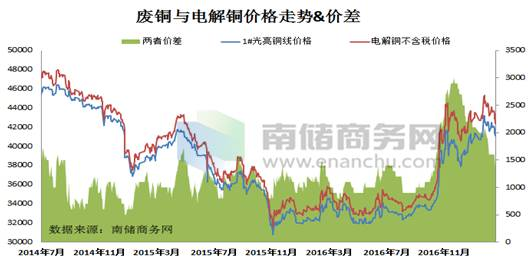 废铜与电解铜价格走势&价差
两者价差 1#光亮铜线价格 电解铜不含税价格
50000 3500
48000 3000
46000 2500
44000
42000 2000
40000
38000 1500
36000 1000
34000
32000 500
30000 0
南储商务网
www.enanchu.com
数据来源：南储商务网
2014年7月 2014年11月 2015年3月 2015年7月 2015年11月 2016年3月 2016年7月 2016年11月